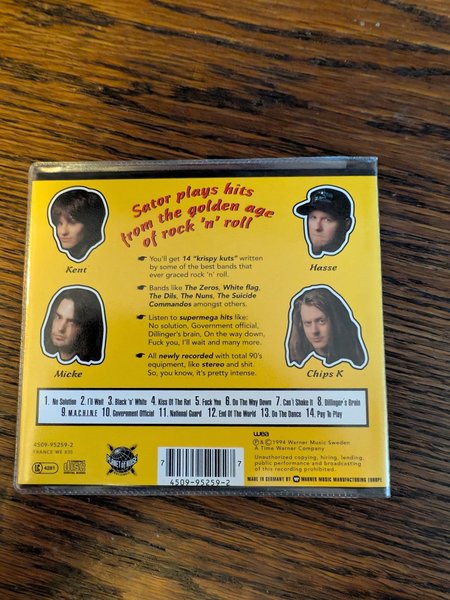 Sator plays hits
from the golden age
of rock 'n' roll
Kent
Hasse
You'll get 14 "krispy kuts" written
by some of the best bands that
ever graced rock 'n' roll.
Bands like The Zeros, White flag,
The Dils, The Nuns, The Suicide
Commandos amongst others.
Listen to supermega hits like:
No solution, Government official,
Dillinger's brain, On the way down,
Fuck you, I'll wait and many more.
Micke
Chips K
All newly recorded with total 90's
equipment, like stereo and shit.
So, you know, it's pretty intense.
1. No Solution 2. I'll Wait 3. Black 'n' White 4. Kiss Of The Rat 5. Fuck You 6. On The Way Down 7. Can't Shake It 8. Dillinger's Brain
9. M.A.C.H.I.N.E 10. Government Official 11. National Guard 12. End Of The World 13. Do The Dance 14. Pay To Play
4509-95259-2
FRANCE WE 835
wea
℗ & © 1994 Warner Music Sweden
A Time Warner Company
Unauthorized copying, hiring, lending,
public performance and broadcasting
of this recording prohibited.
7 4509-95259-2 7
MADE IN GERMANY BY WARNER MUSIC MANUFACTURING EUROPE